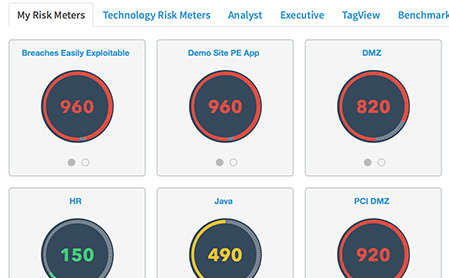 My Risk Meters Technology Risk Meters Analyst Executive TagView Benchmark
Breaches Easily Exploitable Demo Site PE App DMZ
960 960 820
HR Java PCI DMZ
150 490 920